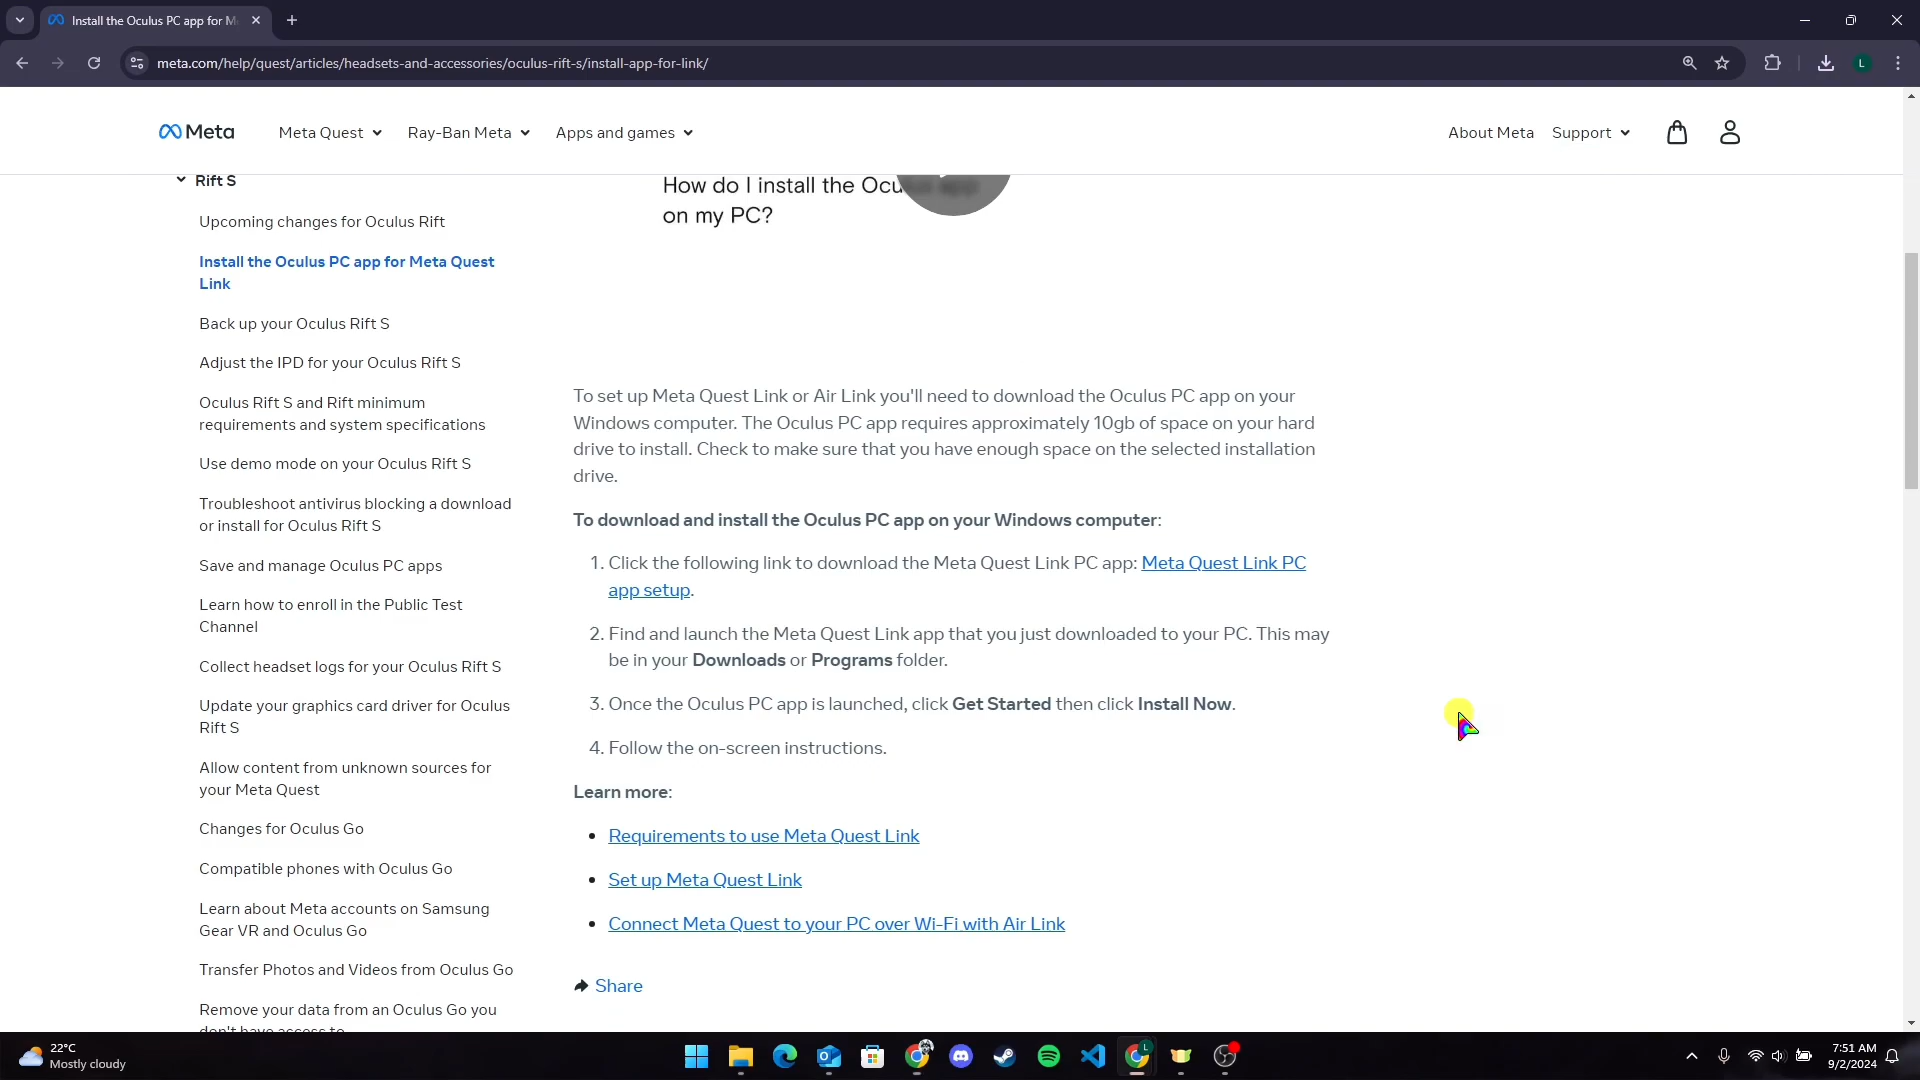 Install the Oculus PC app for M
meta.com/help/quest/articles/headsets-and-accessories/oculus-rift-s/install-app-for-link/
L
Meta
Meta Quest
Ray-Ban Meta
Apps and games
About Meta
Support
Rift S
Upcoming changes for Oculus Rift
Install the Oculus PC app for Meta Quest
Link
Back up your Oculus Rift S
Adjust the IPD for your Oculus Rift S
Oculus Rift S and Rift minimum
requirements and system specifications
Use demo mode on your Oculus Rift S
Troubleshoot antivirus blocking a download
or install for Oculus Rift S
Save and manage Oculus PC apps
Learn how to enroll in the Public Test
Channel
Collect headset logs for your Oculus Rift S
Update your graphics card driver for Oculus
Rift S
Allow content from unknown sources for
your Meta Quest
Changes for Oculus Go
Compatible phones with Oculus Go
Learn about Meta accounts on Samsung
Gear VR and Oculus Go
Transfer Photos and Videos from Oculus Go
Remove your data from an Oculus Go you
don't have access to
How do I install the Oculus app
on my PC?
To set up Meta Quest Link or Air Link you'll need to download the Oculus PC app on your
Windows computer. The Oculus PC app requires approximately 10gb of space on your hard
drive to install. Check to make sure that you have enough space on the selected installation
drive.
To download and install the Oculus PC app on your Windows computer:
1. Click the following link to download the Meta Quest Link PC app: Meta Quest Link PC
app setup.
2. Find and launch the Meta Quest Link app that you just downloaded to your PC. This may
be in your Downloads or Programs folder.
3. Once the Oculus PC app is launched, click Get Started then click Install Now.
4. Follow the on-screen instructions.
Learn more:
• Requirements to use Meta Quest Link
• Set up Meta Quest Link
• Connect Meta Quest to your PC over Wi-Fi with Air Link
Share
22°C
Mostly cloudy
L
7:51 AM
9/2/2024